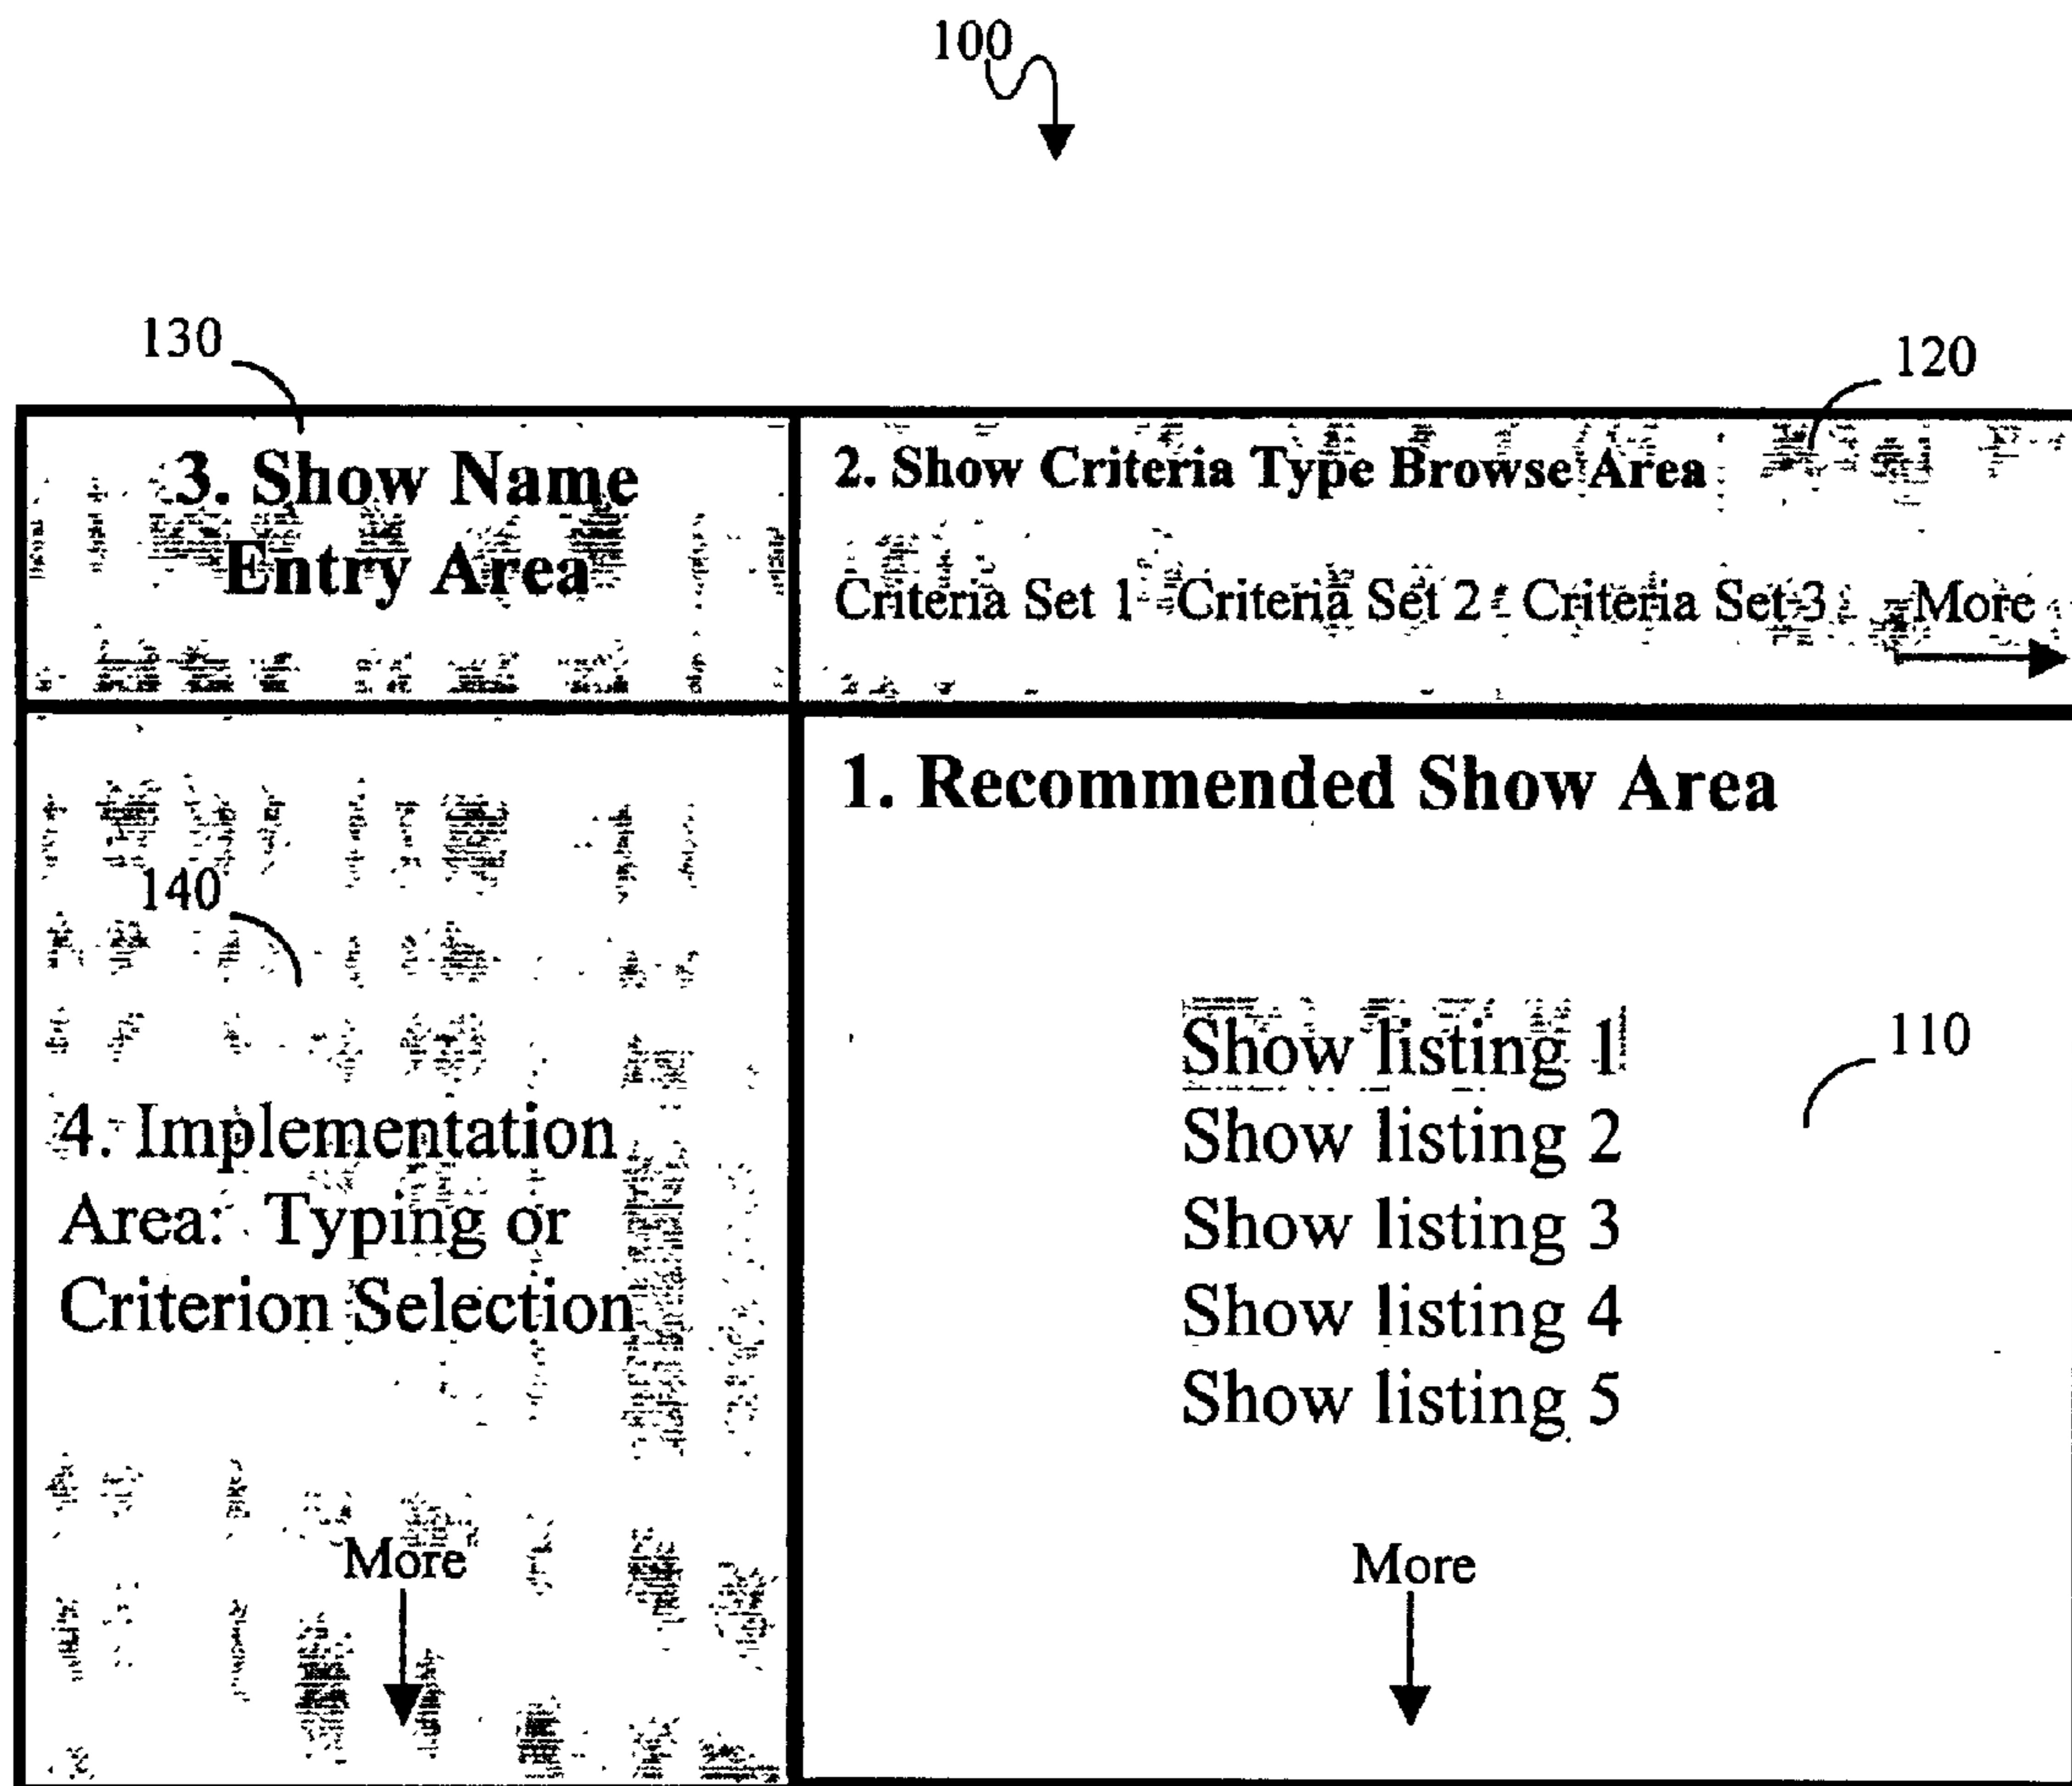 100
130
120
3. Show Name
Entry Area
2. Show Criteria Type Browse Area
Criteria Set 1 Criteria Set 2 Criteria Set 3 More
140
4. Implementation
Area: Typing or
Criterion Selection
More
1. Recommended Show Area
110
Show listing 1
Show listing 2
Show listing 3
Show listing 4
Show listing 5
More